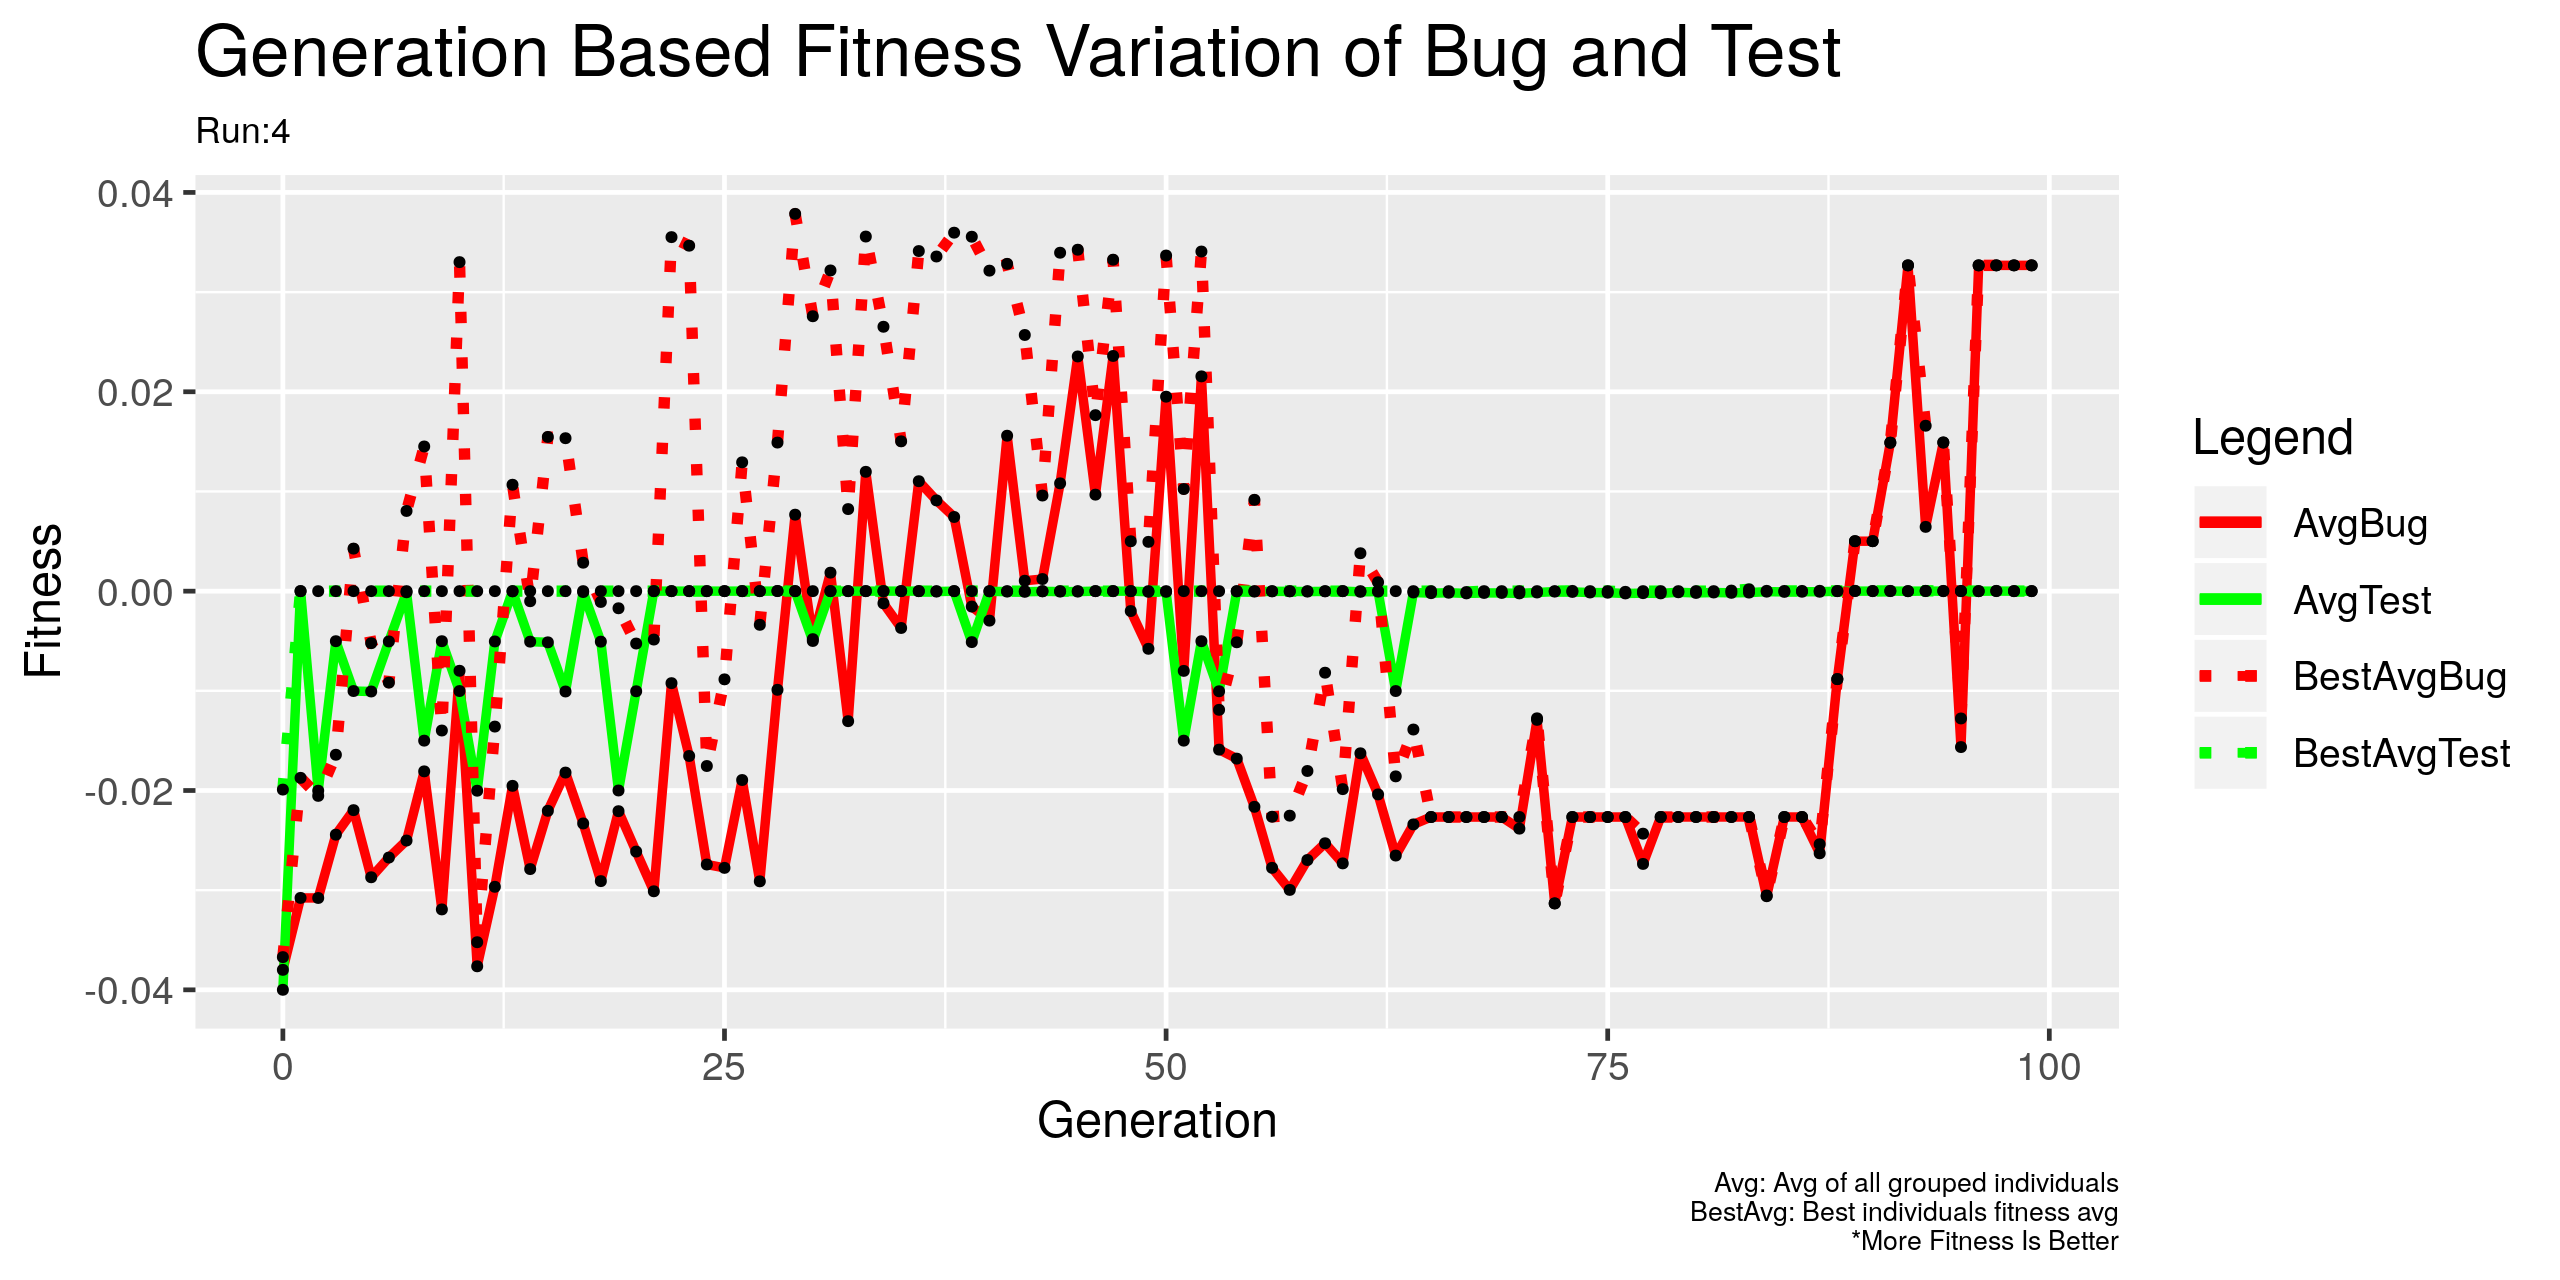 Generation Based Fitness Variation of Bug and Test
Run:4
0.04
0.02
0.00
-0.02
-0.04
Fitness
0 25 50 75 100
Generation
Legend
AvgBug
AvgTest
BestAvgBug
BestAvgTest
Avg: Avg of all grouped individuals
BestAvg: Best individuals fitness avg
*More Fitness Is Better